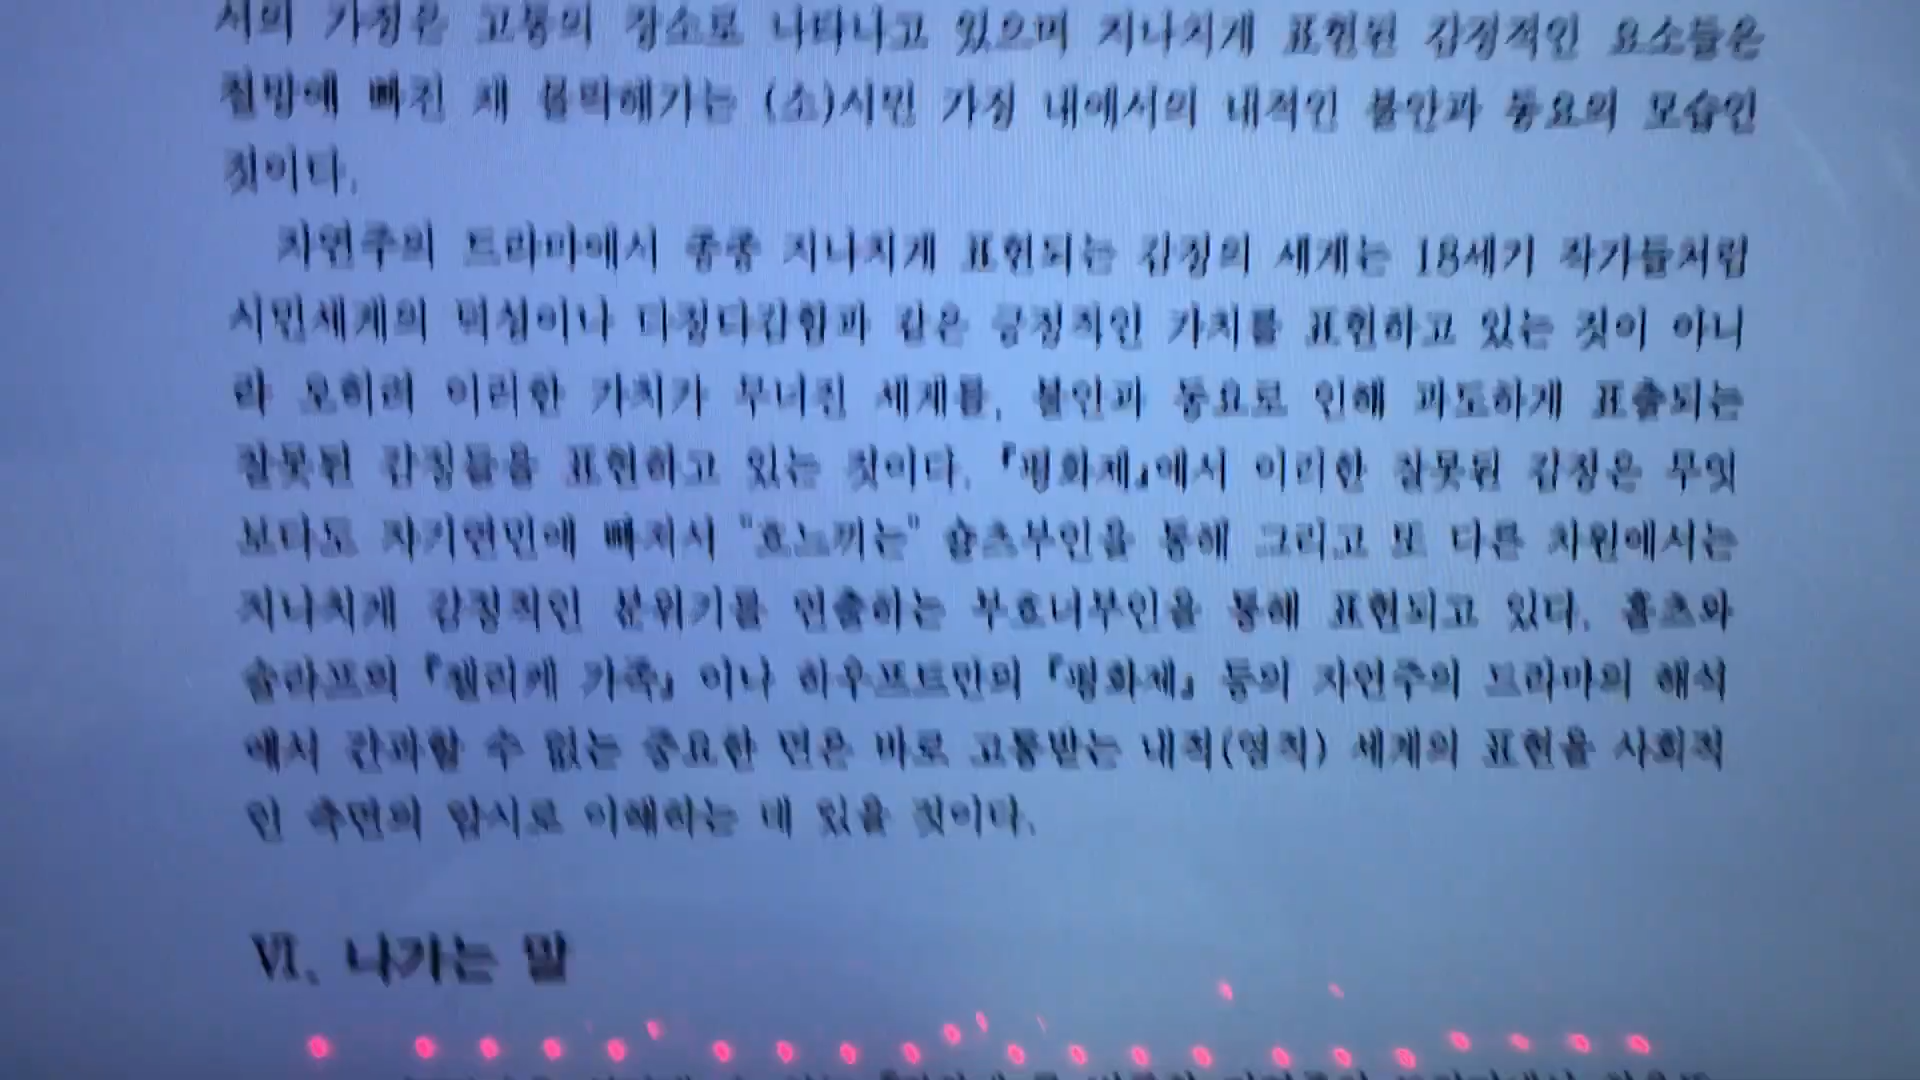 서의 가정은 고통의 장소로 나타나고 있으며 지나치게 표현된 감정적인 요소들은
절망에 빠진 채 몰락해가는 (소)시민 가정 내에서의 내적인 불안과 동요의 모습인
것이다.
자연주의 드라마에서 종종 지나치게 표현되는 감정의 세계는 18세기 작가들처럼
시민세계의 덕성이나 다정다감함과 같은 긍정적인 가치를 표현하고 있는 것이 아니
라 오히려 이러한 가치가 무너진 세계를, 불안과 동요로 인해 과도하게 표출되는
잘못된 감정들을 표현하고 있는 것이다. 『평화제』에서 이러한 잘못된 감정은 무엇
보다도 자기연민에 빠져서 "흐느끼는" 숄츠부인을 통해 그리고 또 다른 차원에서는
지나치게 감정적인 분위기를 연출하는 부흐너부인을 통해 표현되고 있다. 홀츠와
슐라프의 『젤리케 가족』이나 하우프트만의 『평화제』 등의 자연주의 드라마의 해석
에서 간과할 수 없는 중요한 면은 바로 고통받는 내적(영적) 세계의 표현을 사회적
인 측면의 암시로 이해하는 데 있을 것이다.
VI. 나가는 말